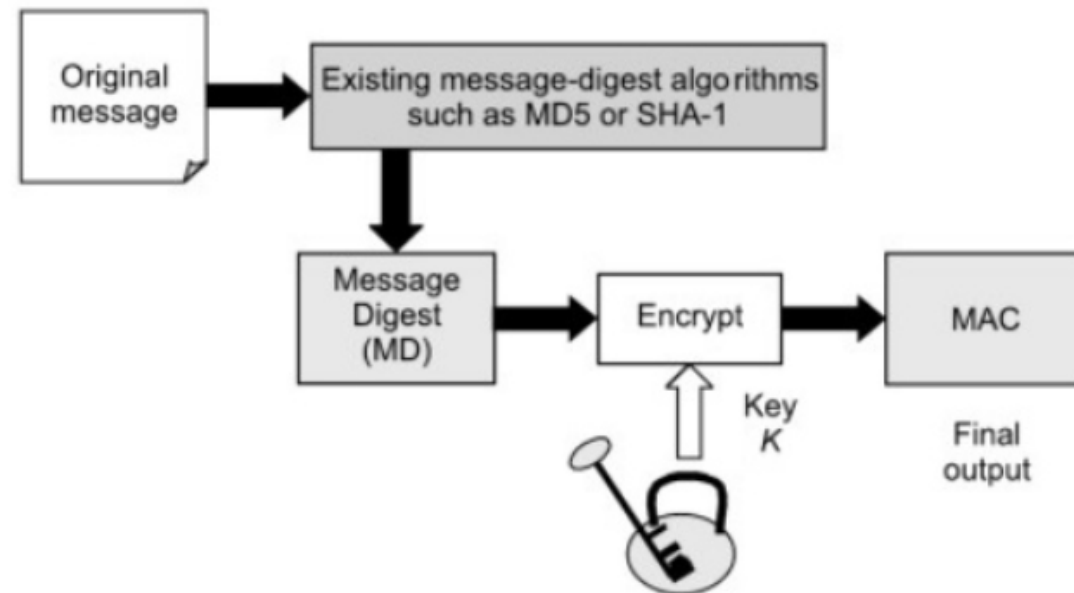 Original
message
Existing message-digest algorithms
such as MD5 or SHA-1
Message
Digest
(MD)
Encrypt
MAC
Key
K
Final
output